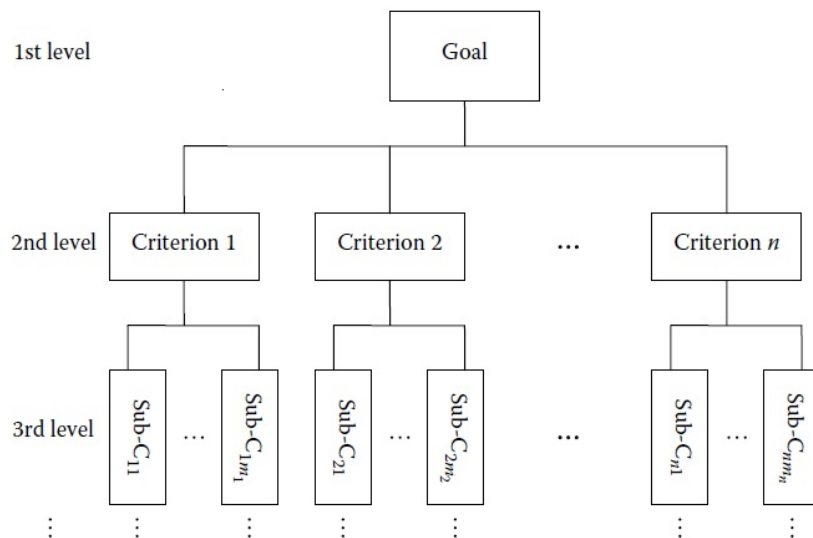 1st level Goal
2nd level Criterion 1 Criterion 2 ... Criterion n
3rd level Sub-C₁₁ ... Sub-C₁ₘ₁ Sub-C₂₁ ... Sub-C₂ₘ₂ ... Sub-Cₙ₁ ... Sub-Cₙₘₙ
⋮ ⋮ ⋮ ⋮ ⋮ ⋮ ⋮